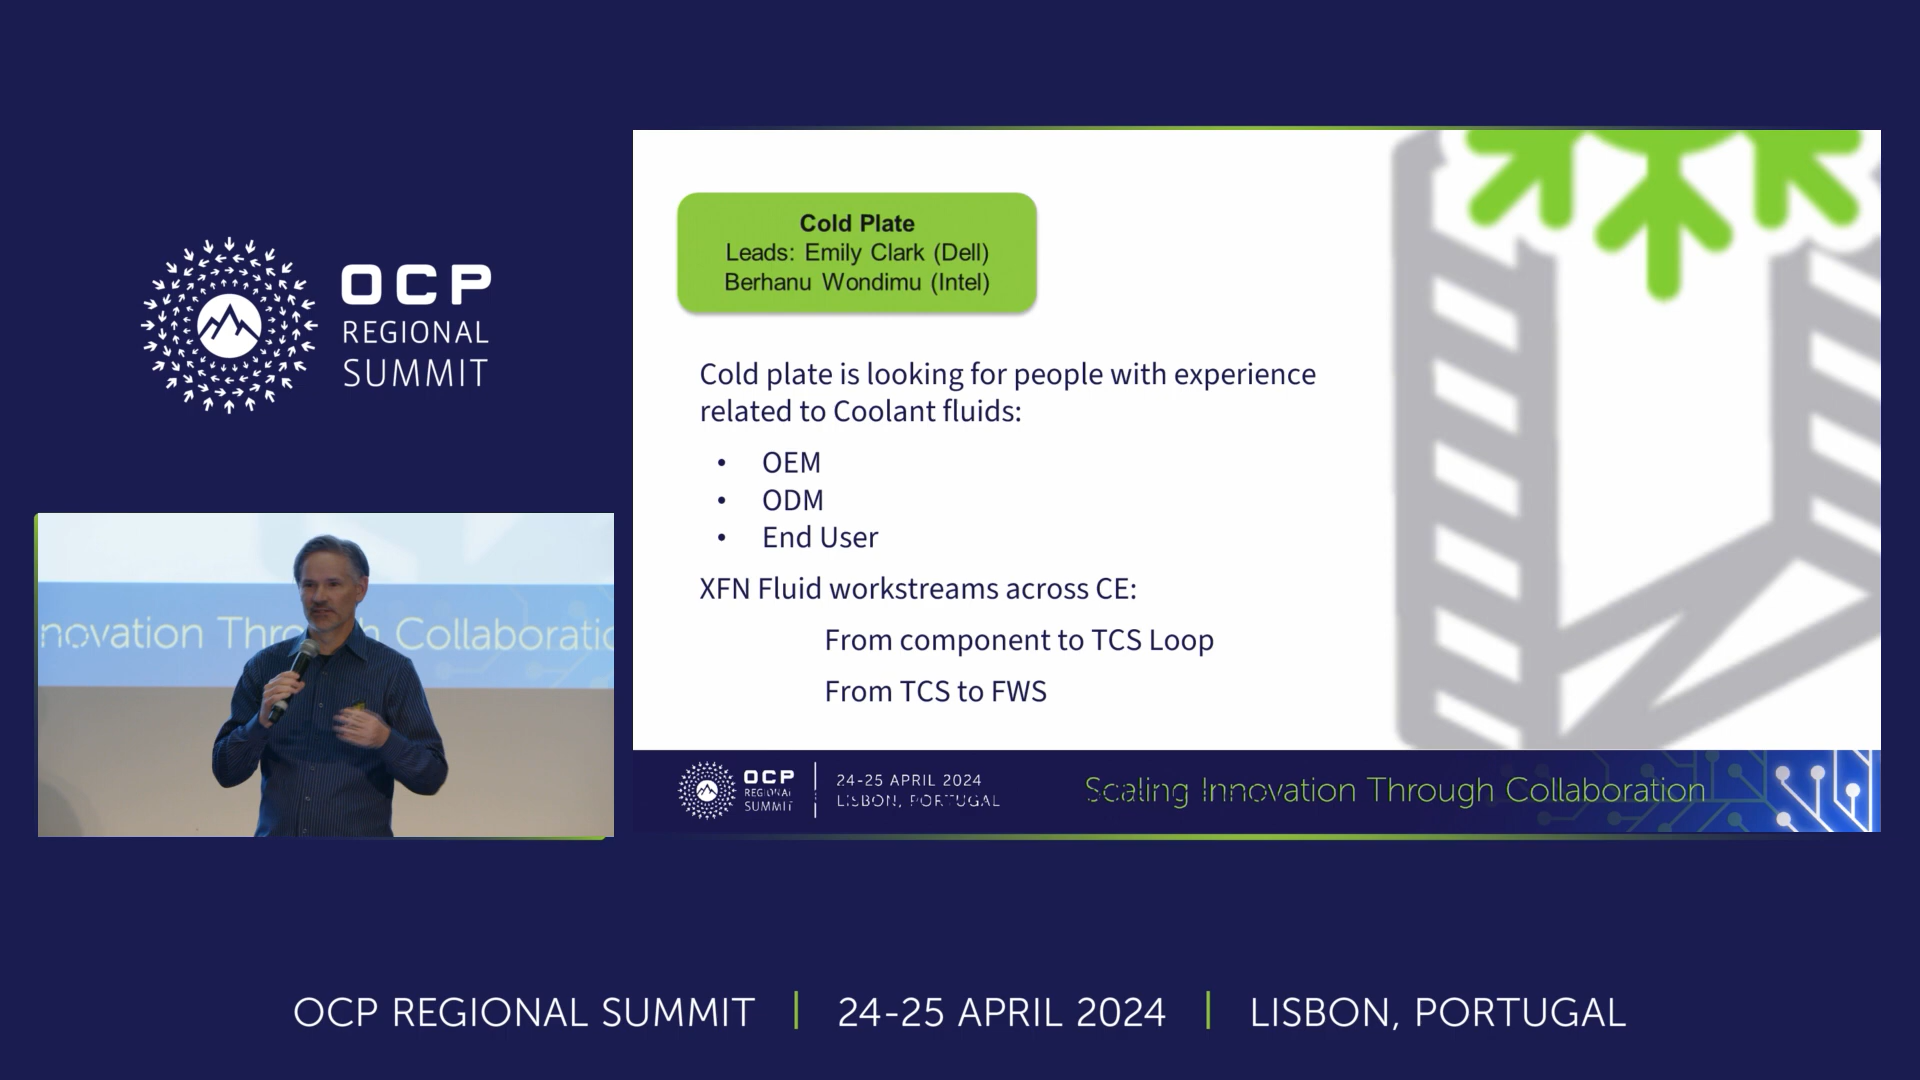 OCP
REGIONAL
SUMMIT
novation Through Collaboratio
Cold Plate
Leads: Emily Clark (Dell)
Berhanu Wondimu (Intel)
Cold plate is looking for people with experience
related to Coolant fluids:
• OEM
• ODM
• End User
XFN Fluid workstreams across CE:
From component to TCS Loop
From TCS to FWS
OCP
REGIONAL
SUMMIT
24-25 APRIL 2024
LISBON, PORTUGAL
Scaling Innovation Through Collaboration
OCP REGIONAL SUMMIT | 24-25 APRIL 2024 | LISBON, PORTUGAL